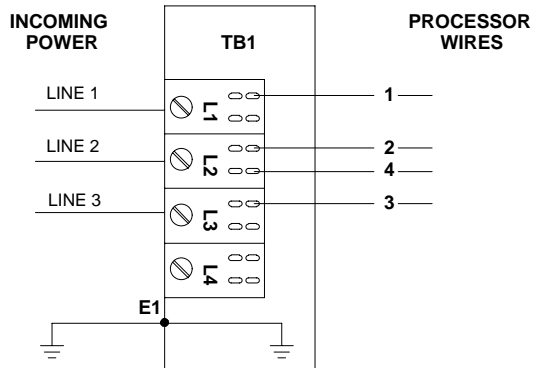 INCOMING
POWER
TB1
PROCESSOR
WIRES
LINE 1
L1
1
LINE 2
L2
2
4
LINE 3
L3
3
L4
E1